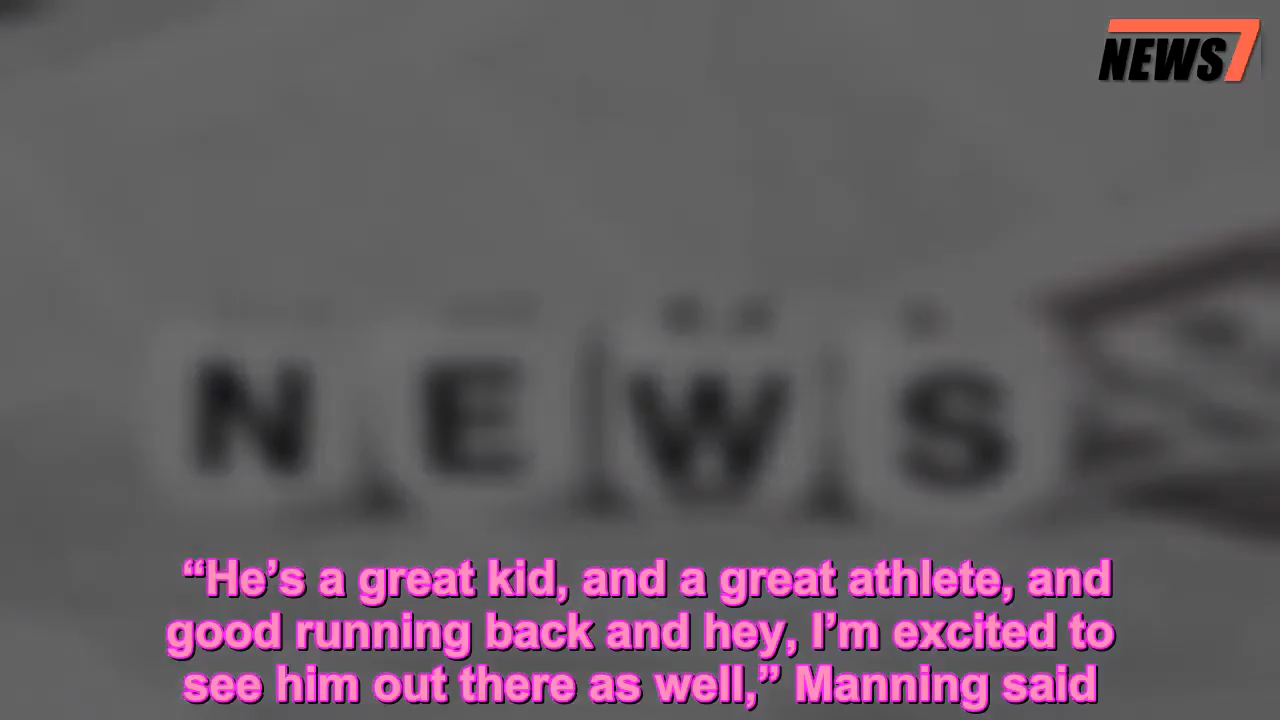 NEWS7
N E W S
“He’s a great kid, and a great athlete, and
good running back and hey, I’m excited to
see him out there as well,” Manning said